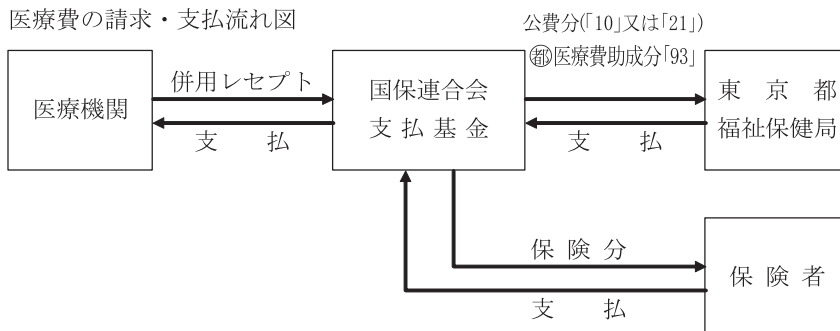 医療費の請求・支払流れ図
公費分(「10」又は「21」)
㊞医療費助成分「93」
医療機関
併用レセプト
支払
国保連合会
支払基金
支払
東京都
福祉保健局
保険分
支払
保険者